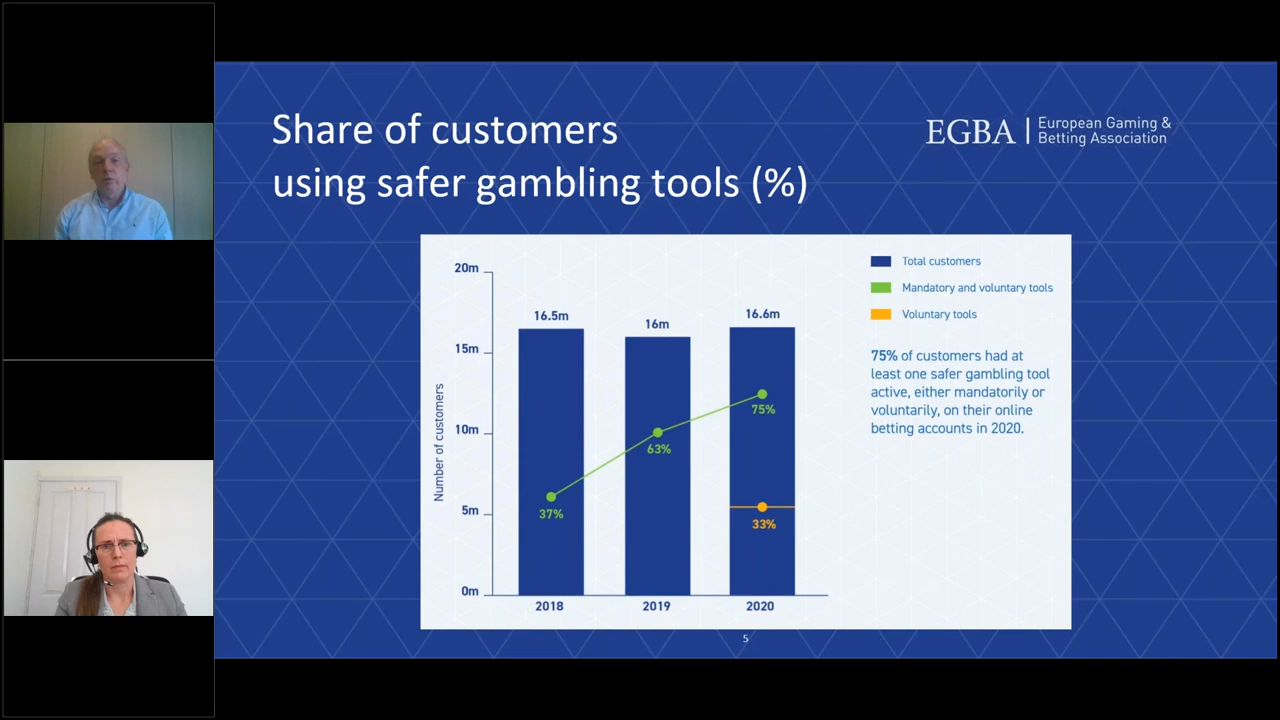 Share of customers
using safer gambling tools (%)
EGBA | European Gaming &
Betting Association
20m
15m
10m
5m
0m
Number of customers
16.5m
16m
16.6m
37%
63%
75%
33%
2018
2019
2020
Total customers
Mandatory and voluntary tools
Voluntary tools
75% of customers had at
least one safer gambling tool
active, either mandatorily or
voluntarily, on their online
betting accounts in 2020.
5